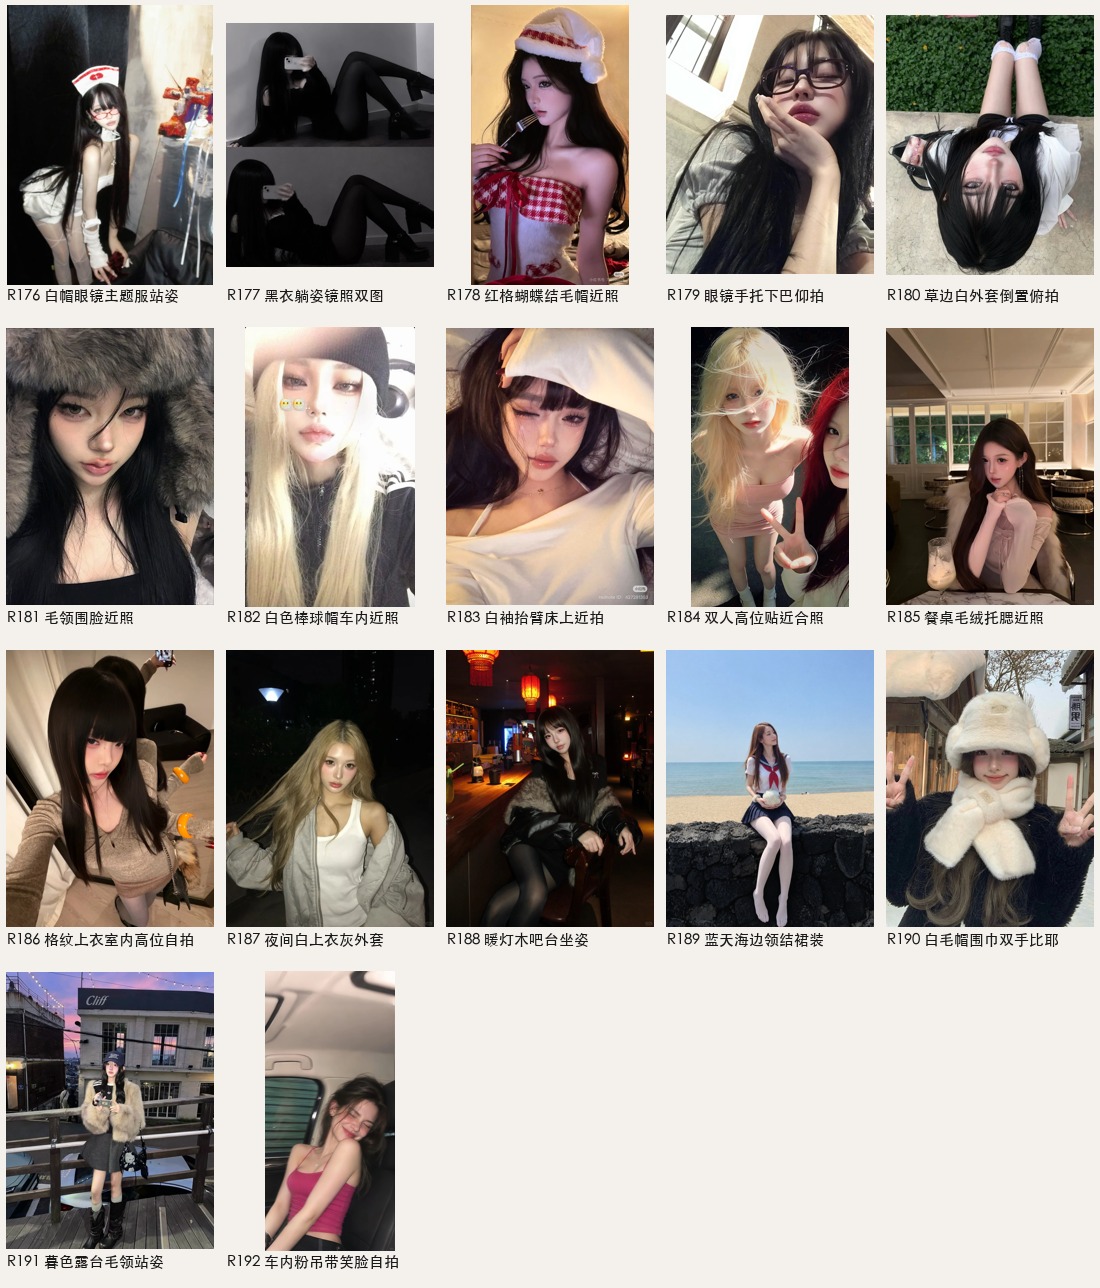 R176 白帽眼镜主题服站姿
R177 黑衣躺姿镜照双图
R178 红格蝴蝶结毛帽近照
R179 眼镜手托下巴仰拍
R180 草边白外套倒置俯拍
R181 毛领围脸近照
R182 白色棒球帽车内近照
R183 白袖抬臂床上近拍
R184 双人高位贴近合照
R185 餐桌毛绒托腮近照
R186 格纹上衣室内高位自拍
R187 夜间白上衣灰外套
R188 暖灯木吧台坐姿
R189 蓝天海边领结裙装
R190 白毛帽围巾双手比耶
Cliff
R191 暮色露台毛领站姿
R192 车内粉吊带笑脸自拍